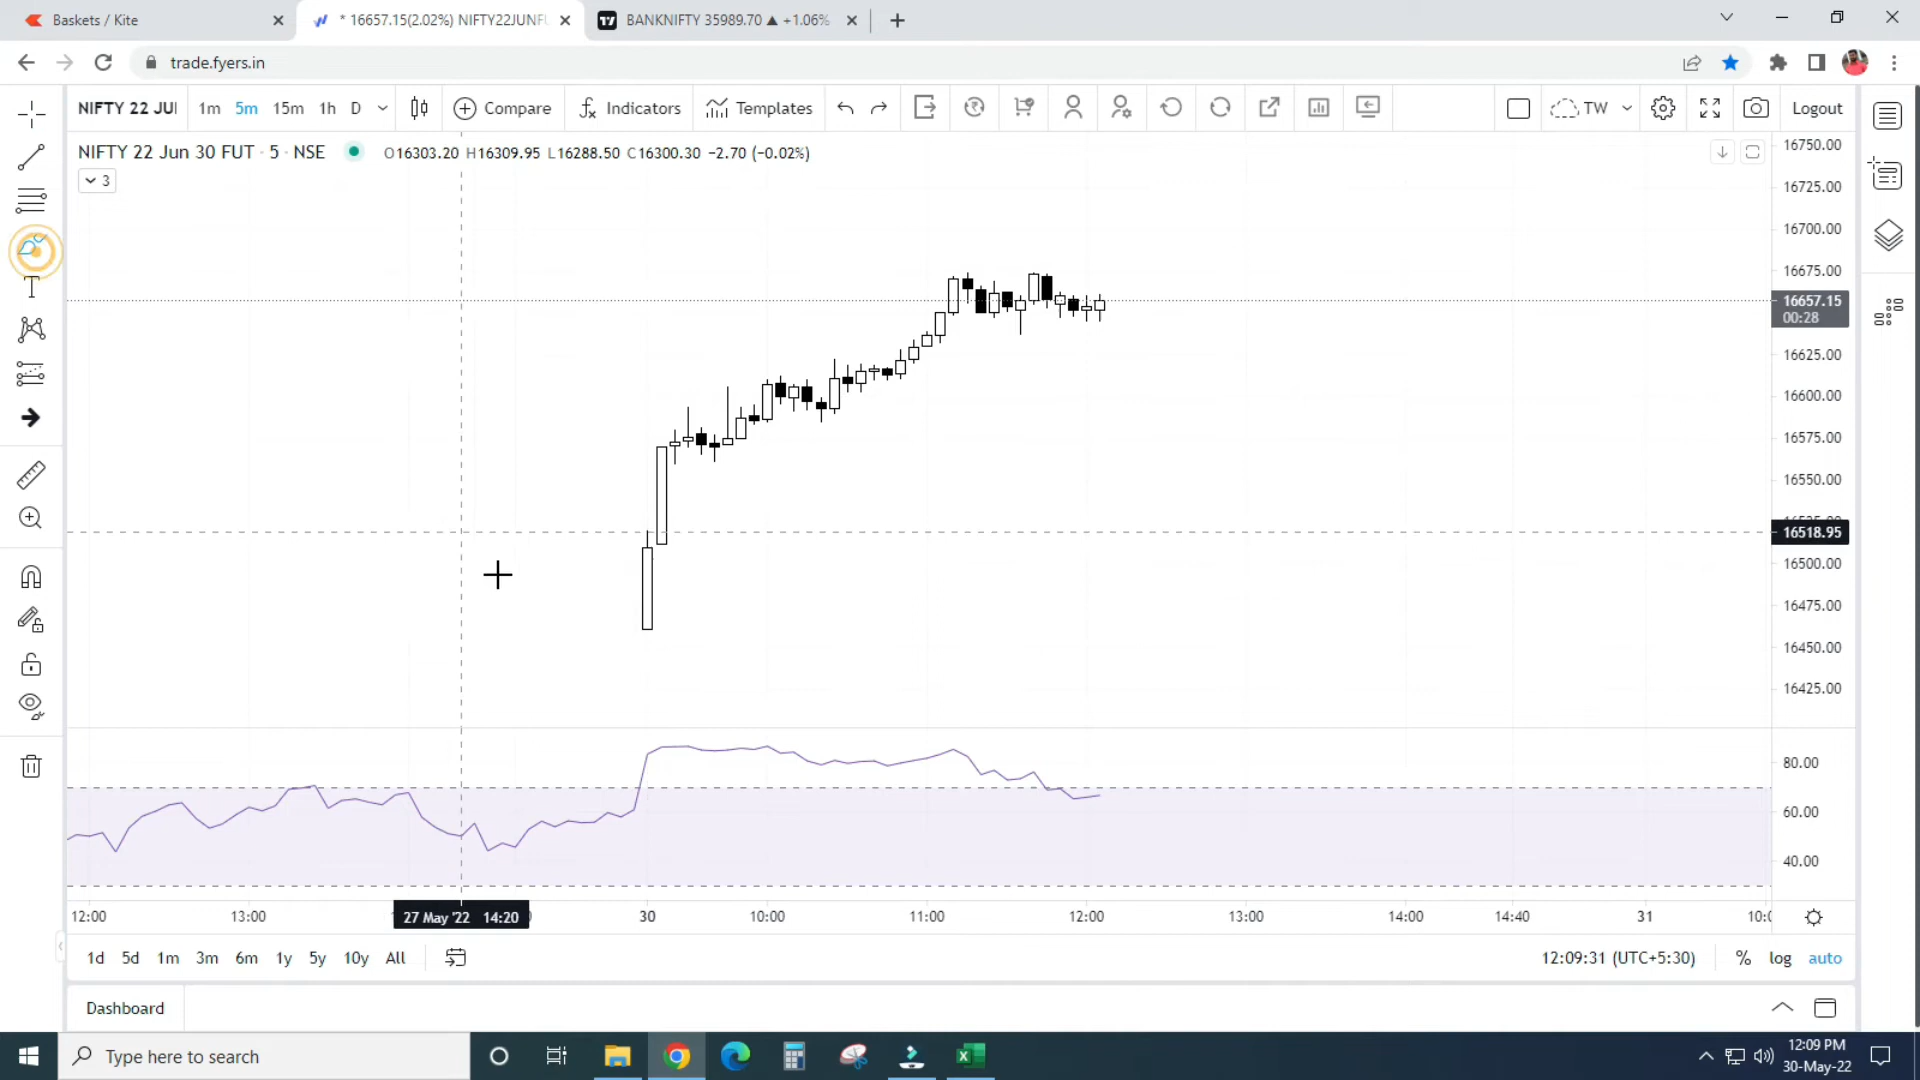 Baskets / Kite
* 16657.15(2.02%) NIFTY22JUNFU
BANKNIFTY 35989.70 ▲ +1.06%
trade.fyers.in
NIFTY 22 JUI
1m 5m 15m 1h D
Compare
Indicators
Templates
TW
Logout
NIFTY 22 Jun 30 FUT · 5 · NSE
O16303.20 H16309.95 L16288.50 C16300.30 −2.70 (−0.02%)
3
16750.00
16725.00
16700.00
16675.00
16657.15
00:28
16625.00
16600.00
16575.00
16550.00
16518.95
16500.00
16475.00
16450.00
16425.00
80.00
60.00
40.00
12:00
13:00
27 May '22 14:20
30
10:00
11:00
12:00
13:00
14:00
14:40
31
1d 5d 1m 3m 6m 1y 5y 10y All
12:09:31 (UTC+5:30)
% log auto
Dashboard
Type here to search
12:09 PM
30-May-22